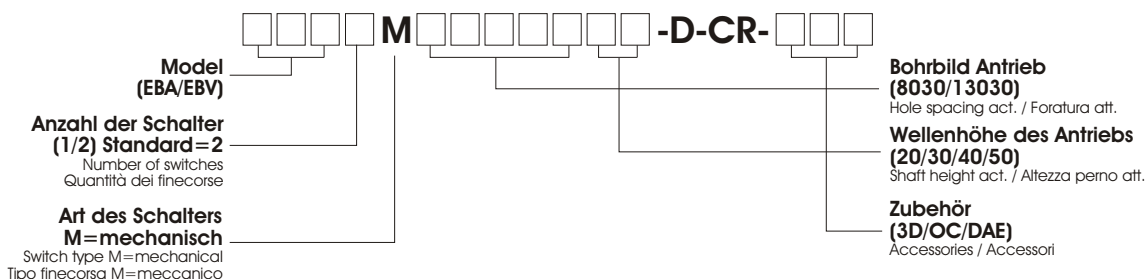 M -D-CR-
Model
(EBA/EBV)
Anzahl der Schalter
(1/2) Standard=2
Number of switches
Quantità dei finecorse
Art des Schalters
M=mechanisch
Switch type M=mechanical
Tipo finecorsa M=meccanico
Bohrbild Antrieb
(8030/13030)
Hole spacing act. / Foratura att.
Wellenhöhe des Antriebs
(20/30/40/50)
Shaft height act. / Altezza perno att.
Zubehör
(3D/OC/DAE)
Accessories / Accessori